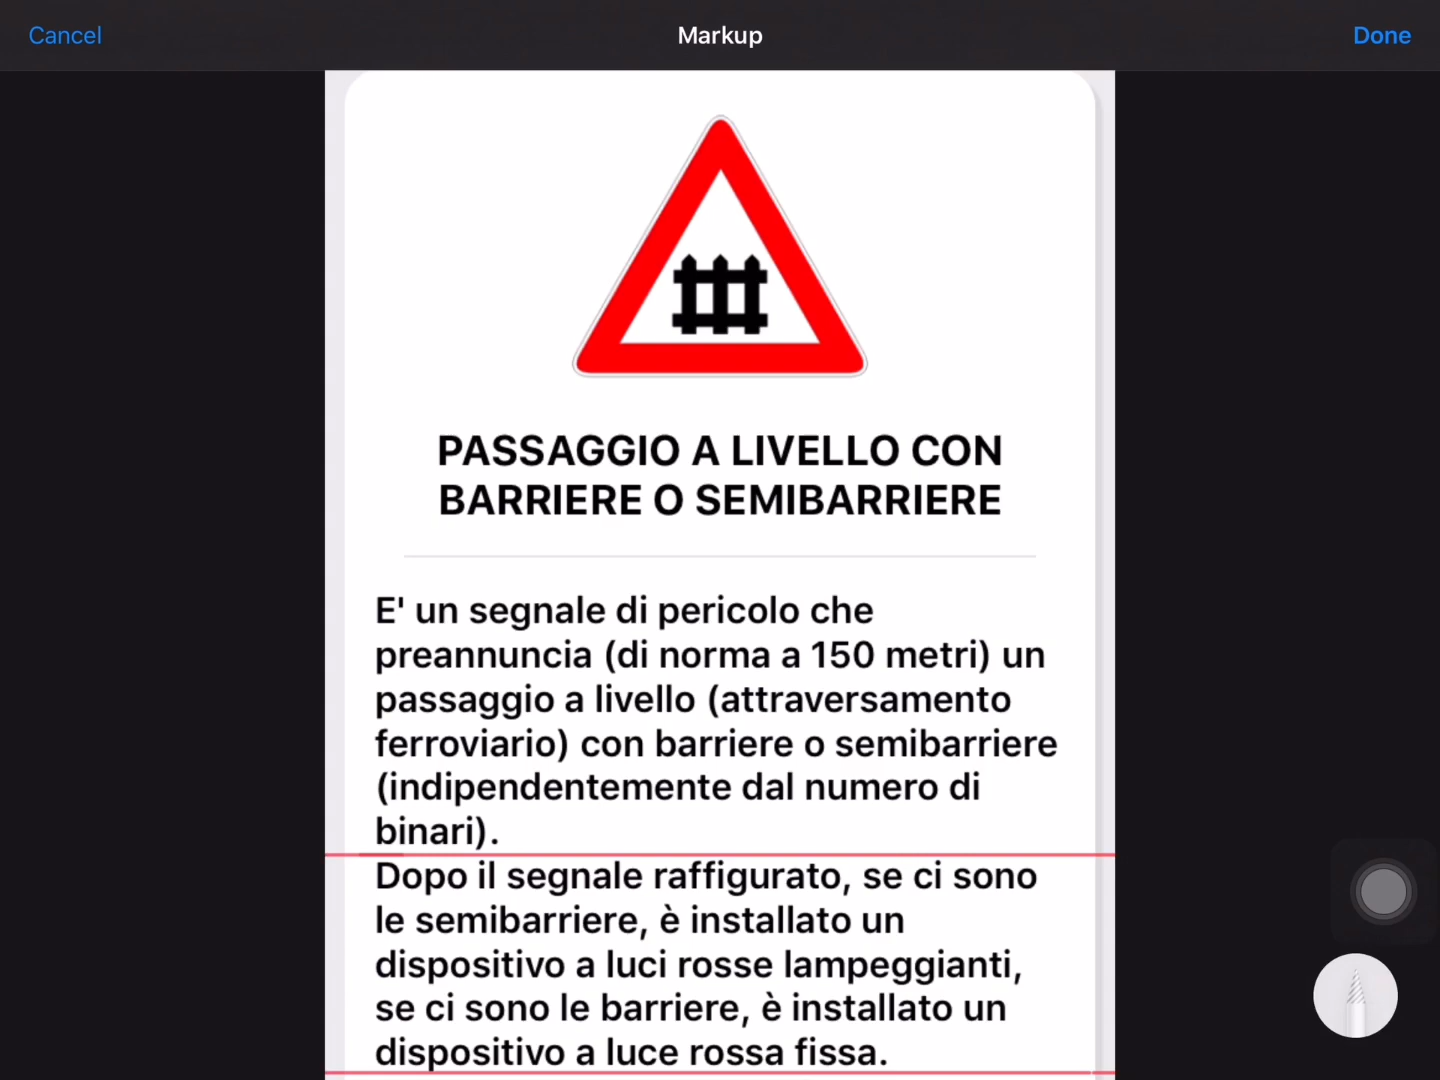 Cancel
Markup
Done
PASSAGGIO A LIVELLO CON
BARRIERE O SEMIBARRIERE
E' un segnale di pericolo che
preannuncia (di norma a 150 metri) un
passaggio a livello (attraversamento
ferroviario) con barriere o semibarriere
(indipendentemente dal numero di
binari).
Dopo il segnale raffigurato, se ci sono
le semibarriere, è installato un
dispositivo a luci rosse lampeggianti,
se ci sono le barriere, è installato un
dispositivo a luce rossa fissa.